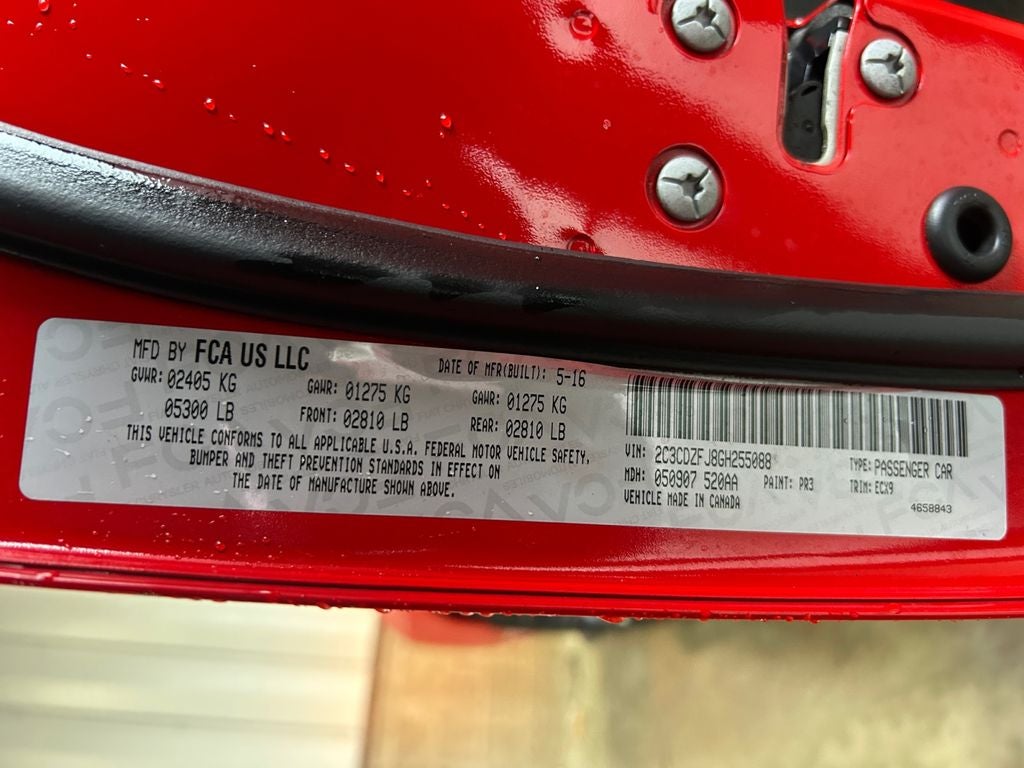 MFD BY FCA US LLC DATE OF MFR(BUILT): 5-16
GVWR: 02405 KG GAWR: 01275 KG GAWR: 01275 KG
05300 LB FRONT: 02810 LB REAR: 02810 LB
THIS VEHICLE CONFORMS TO ALL APPLICABLE U.S.A. FEDERAL MOTOR VEHICLE SAFETY,
BUMPER AND THEFT PREVENTION STANDARDS IN EFFECT ON
THE DATE OF MANUFACTURE SHOWN ABOVE.
VIN: 2C3CDZFJ8GH255088 TYPE: PASSENGER CAR
MDH: 050907 520AA PAINT: PR3 TRIM: ECX9
VEHICLE MADE IN CANADA 4658843